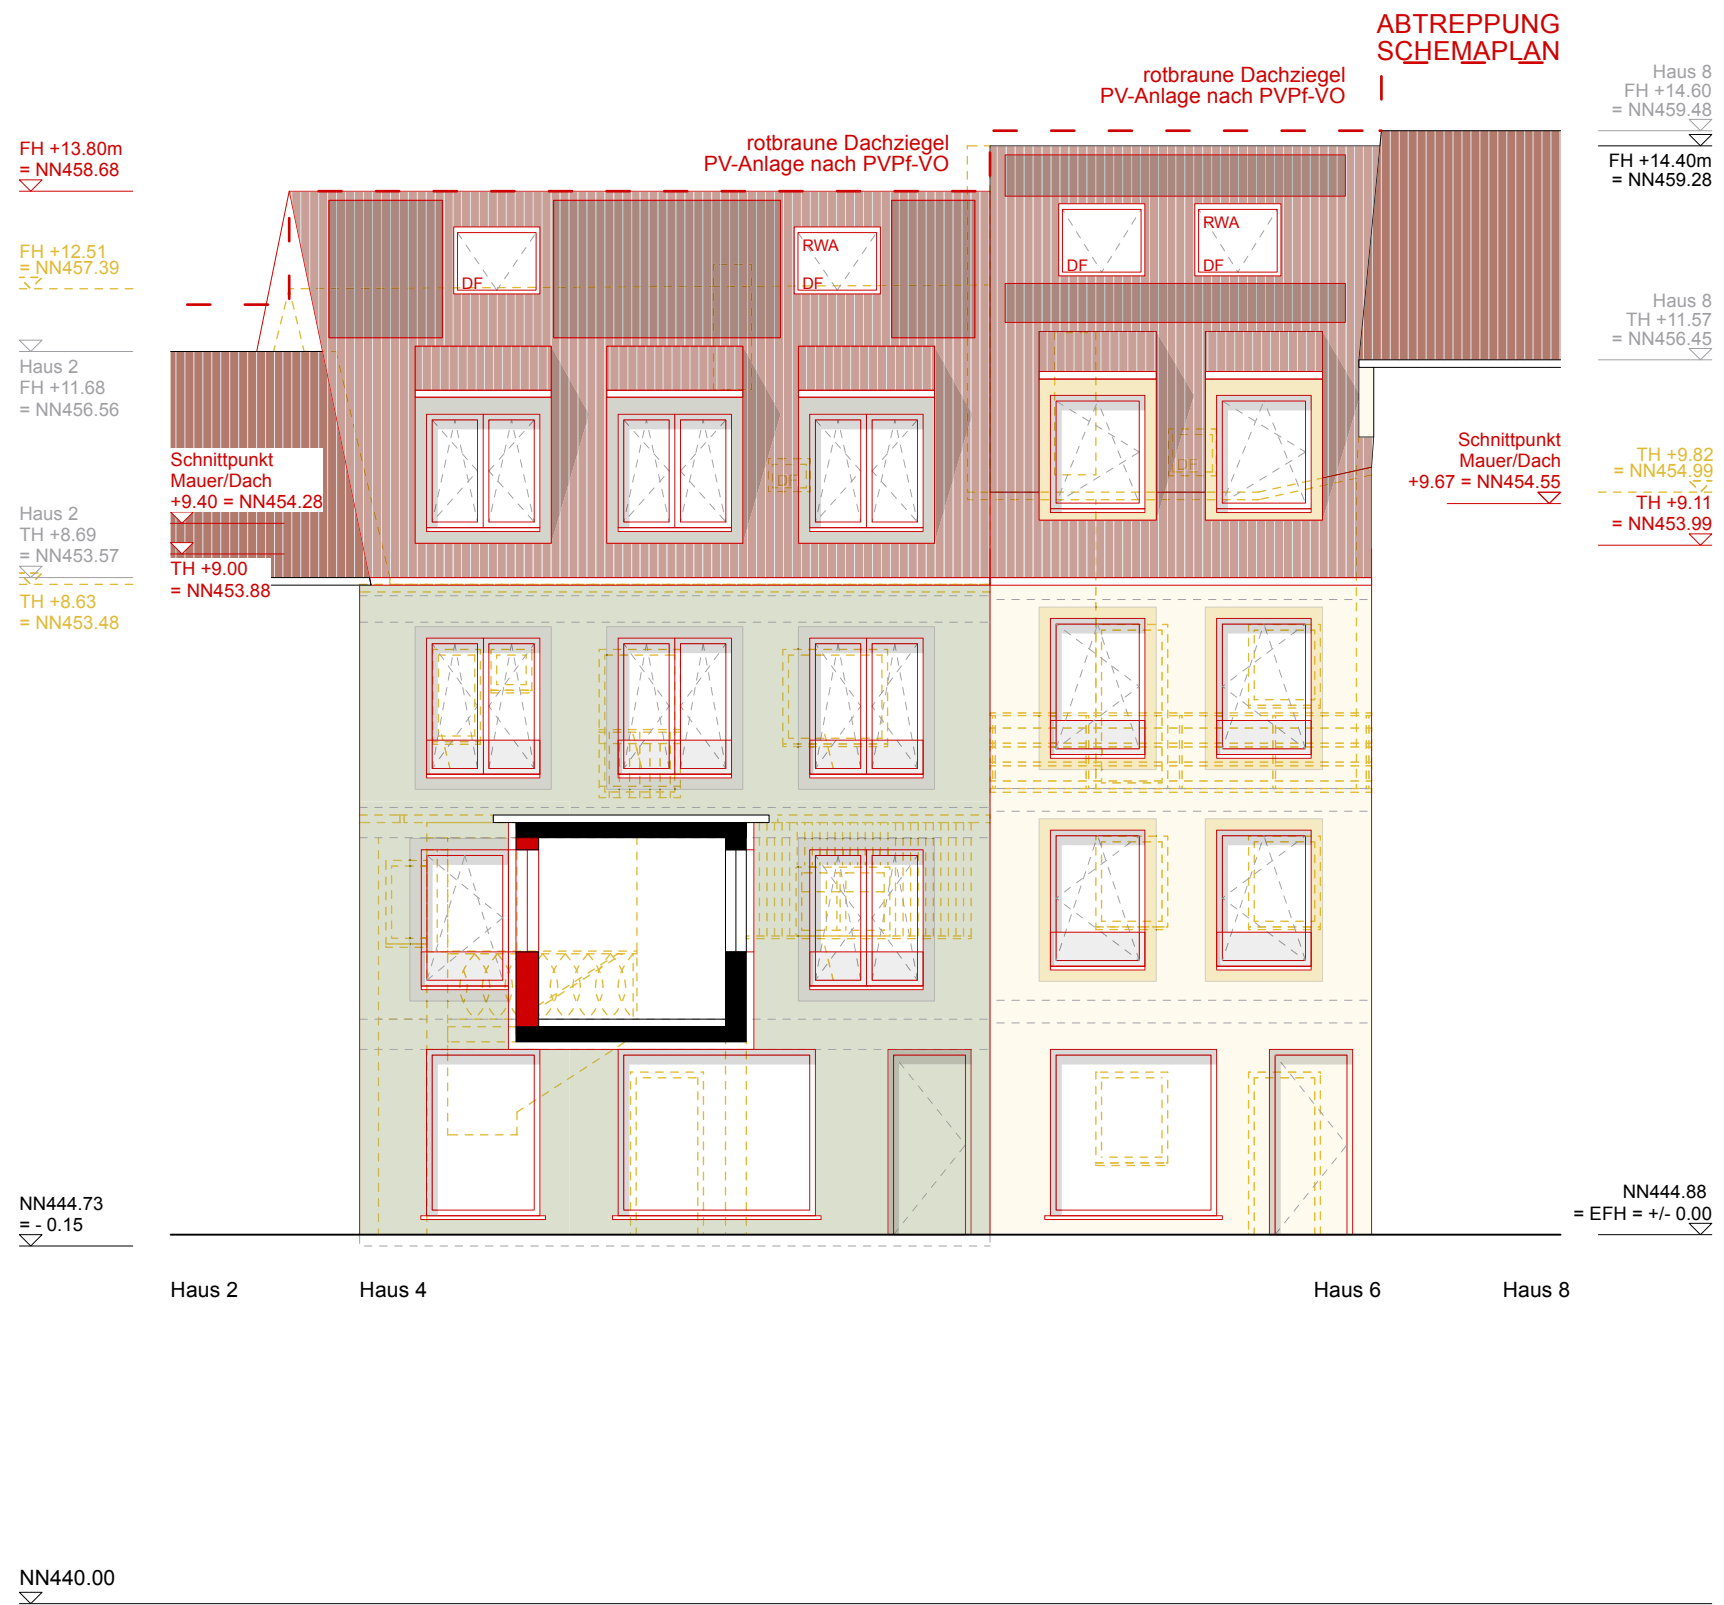 ABTREPPUNG
SCHEMAPLAN
rotbraune Dachziegel
PV-Anlage nach PVPf-VO
rotbraune Dachziegel
PV-Anlage nach PVPf-VO
FH +13.80m
= NN458.68
FH +12.51
= NN457.39
Haus 2
FH +11.68
= NN456.56
Haus 2
TH +8.69
= NN453.57
TH +8.63
= NN453.48
Schnittpunkt
Mauer/Dach
+9.40 = NN454.28
TH +9.00
= NN453.88
DF
RWA
DF
DF
RWA
DF
DF
DF
Haus 8
FH +14.60
= NN459.48
FH +14.40m
= NN459.28
Haus 8
TH +11.57
= NN456.45
Schnittpunkt
Mauer/Dach
+9.67 = NN454.55
TH +9.82
= NN454.99
TH +9.11
= NN453.99
NN444.73
= - 0.15
NN444.88
= EFH = +/- 0.00
Haus 2
Haus 4
Haus 6
Haus 8
NN440.00